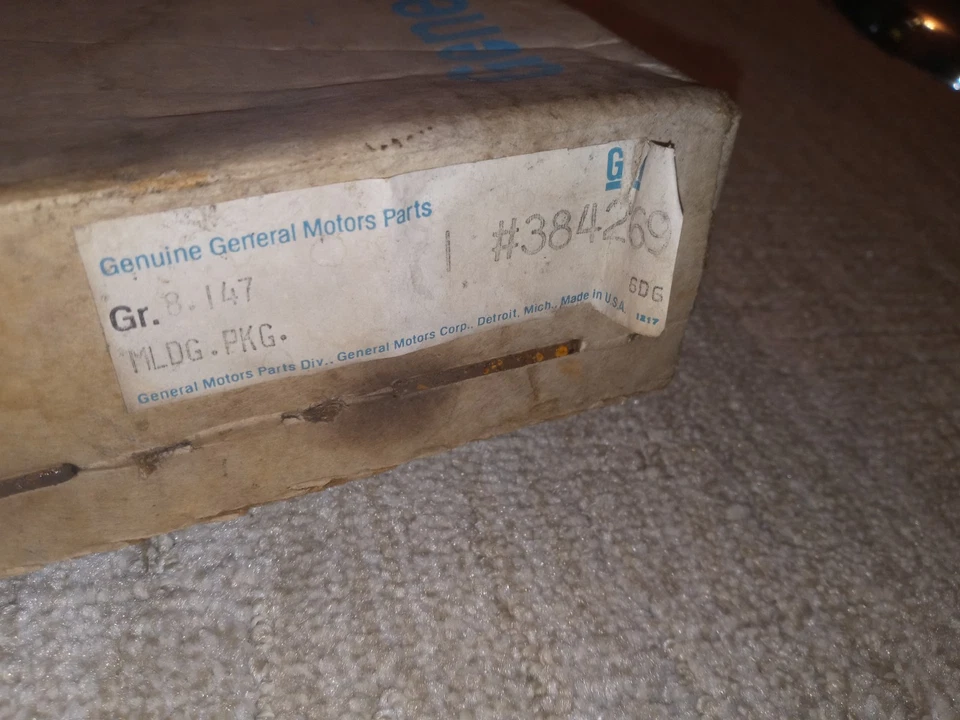 Genuine General Motors Parts
G
1 #384269
Gr. 8.147
6DG
MLDG.PKG.
General Motors Parts Div., General Motors Corp., Detroit, Mich., Made in U.S.A. 1217